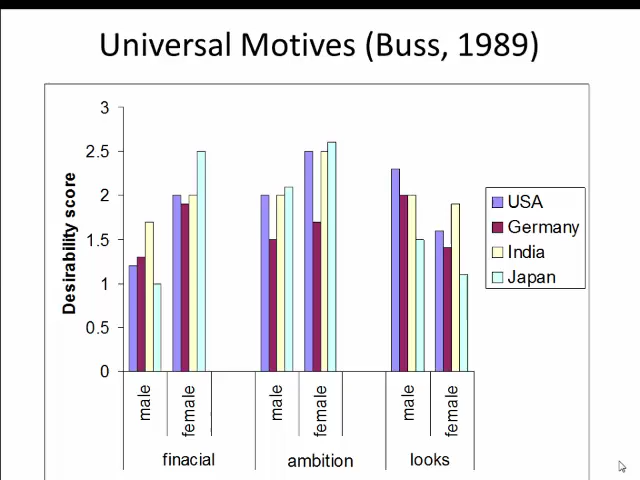 Universal Motives (Buss, 1989)
3
2.5
2
1.5
1
0.5
0
Desirability score
USA
Germany
India
Japan
male
female
male
female
male
female
finacial
ambition
looks